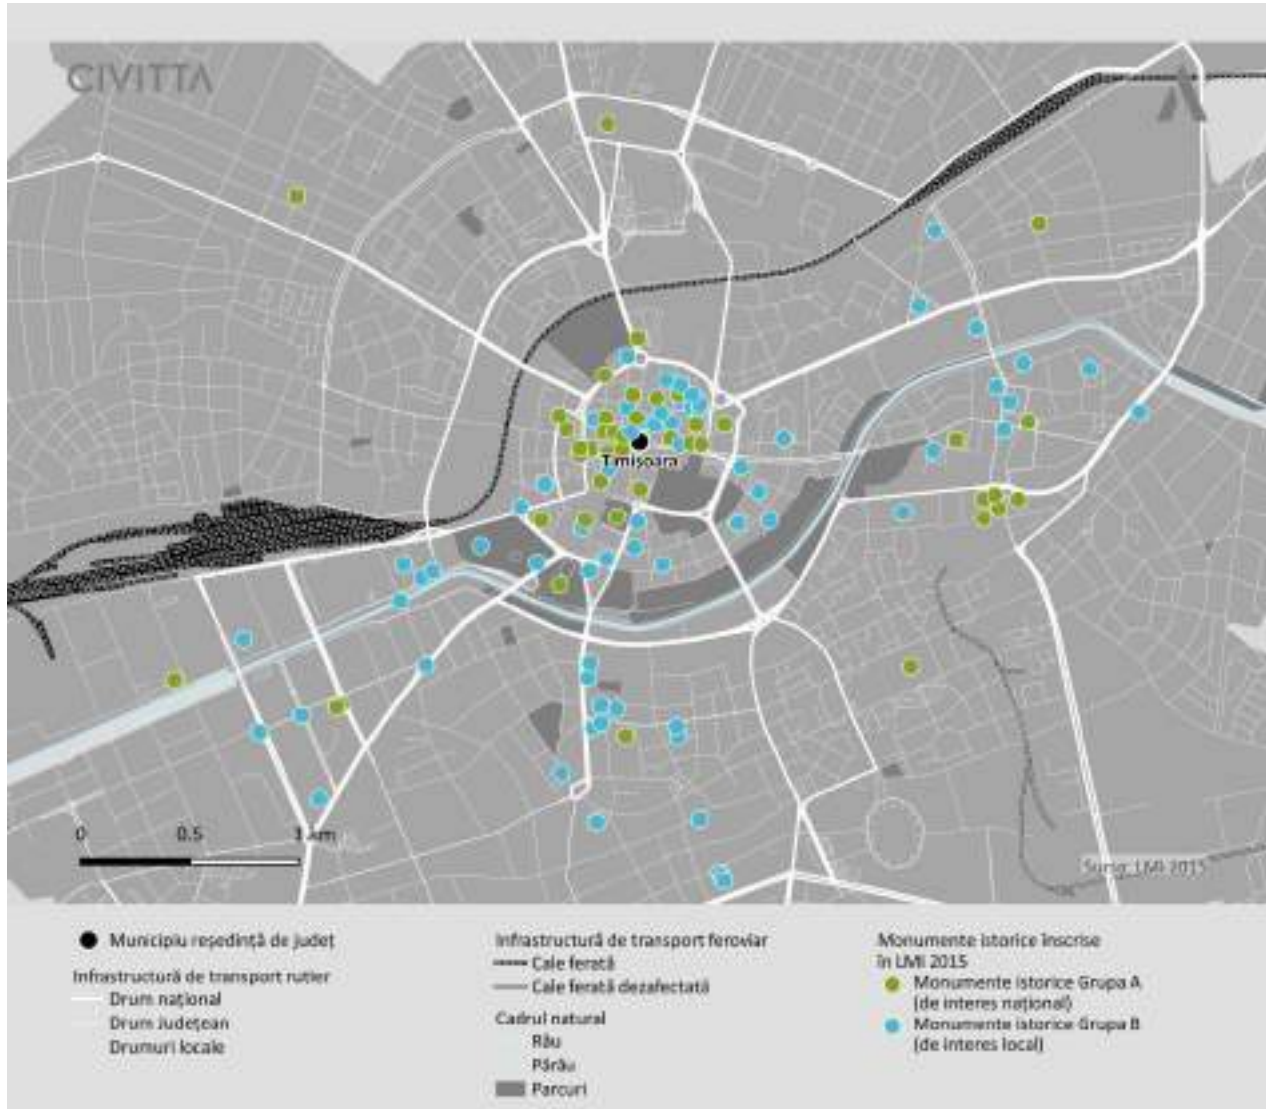 CIVITTA
Timișoara
0 0.5 1 km
Sursa: LMI 2015
Municipiu reședință de județ
Infrastructură de transport rutier
Drum național
Drum Județean
Drumuri locale
Infrastructură de transport feroviar
Cale ferată
Cale ferată dezafectată
Cadrul natural
Râu
Pârâu
Parcuri
Monumente istorice înscrise
în LMI 2015
Monumente istorice Grupa A
(de interes național)
Monumente istorice Grupa B
(de interes local)